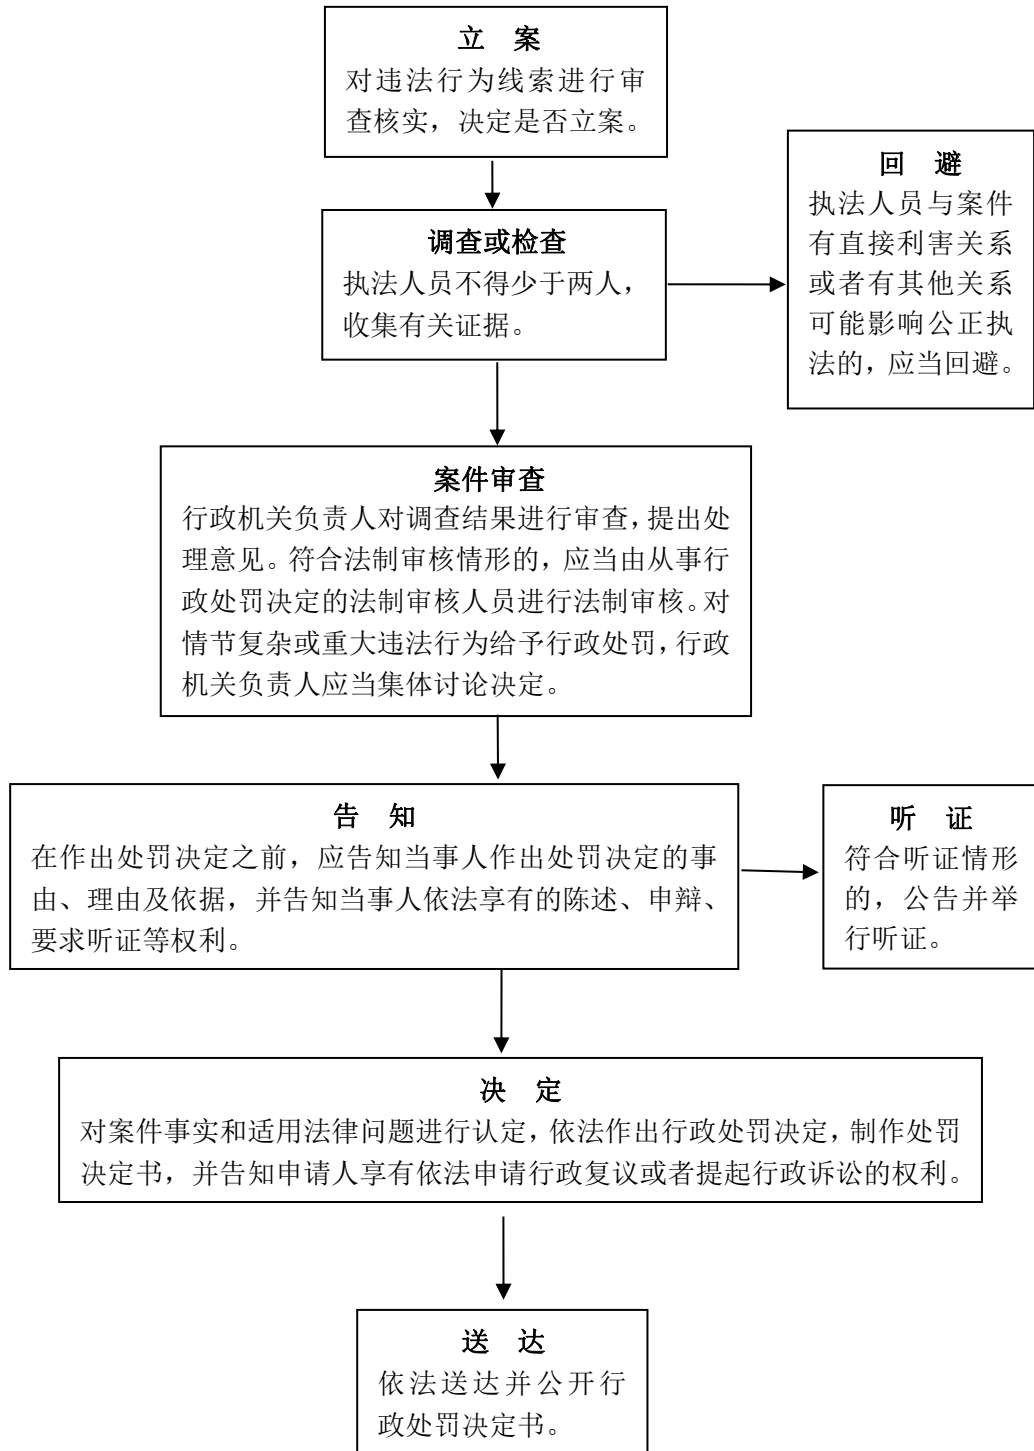 立 案
对违法行为线索进行审
查核实，决定是否立案。
回 避
执法人员与案件
有直接利害关系
或者有其他关系
可能影响公正执
法的，应当回避。
调查或检查
执法人员不得少于两人，
收集有关证据。
案件审查
行政机关负责人对调查结果进行审查，提出处
理意见。符合法制审核情形的，应当由从事行
政处罚决定的法制审核人员进行法制审核。对
情节复杂或重大违法行为给予行政处罚，行政
机关负责人应当集体讨论决定。
告 知
在作出处罚决定之前，应告知当事人作出处罚决定的事
由、理由及依据，并告知当事人依法享有的陈述、申辩、
要求听证等权利。
听 证
符合听证情形
的，公告并举
行听证。
决 定
对案件事实和适用法律问题进行认定，依法作出行政处罚决定，制作处罚
决定书，并告知申请人享有依法申请行政复议或者提起行政诉讼的权利。
送 达
依法送达并公开行
政处罚决定书。